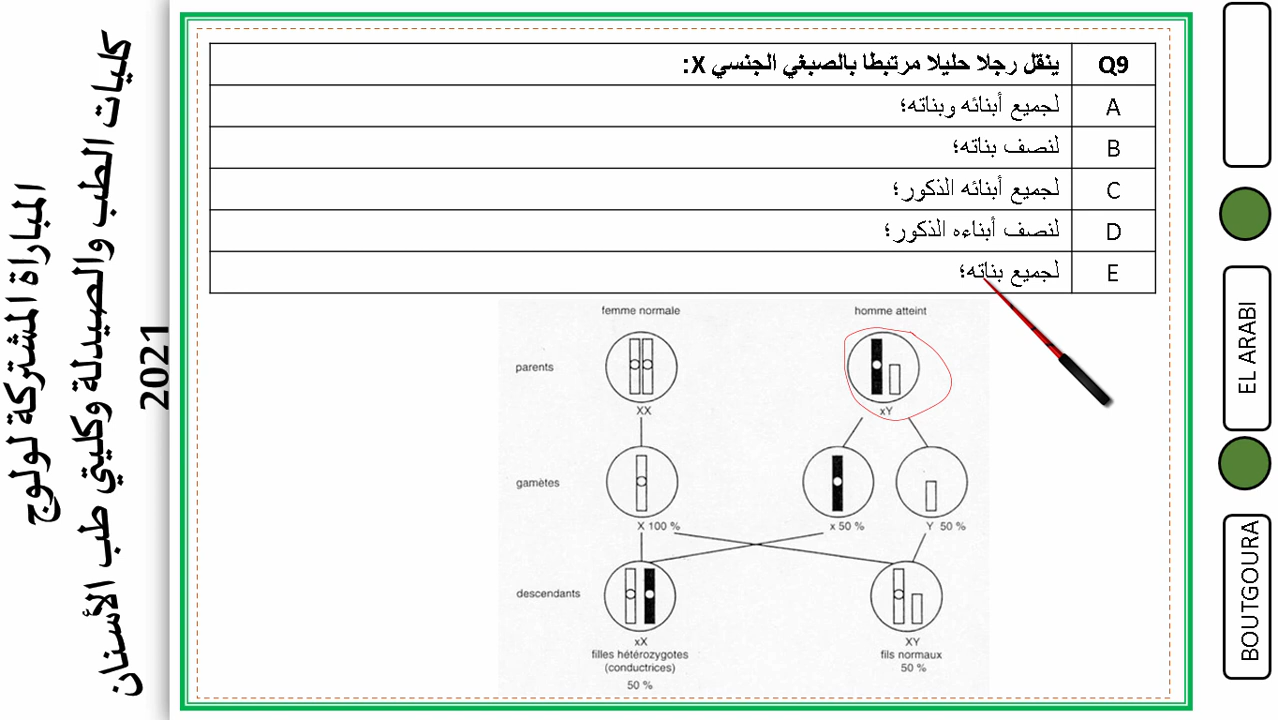 كليات الطب والصيدلة وكليتي طب الأسنان
المباراة المشتركة لولوج
2021
Q9 ينقل رجلا حليلا مرتبطا بالصبغي الجنسي X:
A لجميع أبنائه وبناته؛
B لنصف بناته؛
C لجميع أبنائه الذكور؛
D لنصف أبناءه الذكور؛
E لجميع بناته؛
femme normale homme atteint
parents
XX xY
gamètes
X 100 % x 50 % Y 50 %
descendants
xX XY
filles hétérozygotes fils normaux
(conductrices) 50 %
50 %
EL ARABI
BOUTGOURA